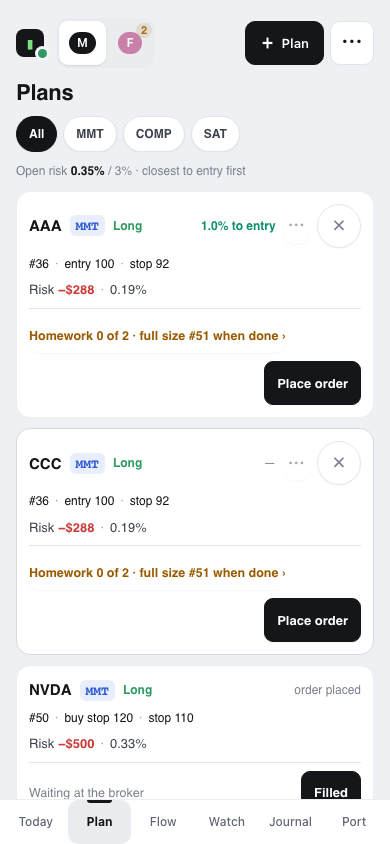 M F 2 + Plan ···
Plans
All MMT COMP SAT
Open risk 0.35% / 3% · closest to entry first
AAA MMT Long 1.0% to entry ··· ✕
#36 · entry 100 · stop 92
Risk –$288 · 0.19%
Homework 0 of 2 · full size #51 when done ›
Place order
CCC MMT Long — ··· ✕
#36 · entry 100 · stop 92
Risk –$288 · 0.19%
Homework 0 of 2 · full size #51 when done ›
Place order
NVDA MMT Long order placed
#50 · buy stop 120 · stop 110
Risk –$500 · 0.33%
Waiting at the broker Filled
Today Plan Flow Watch Journal Port